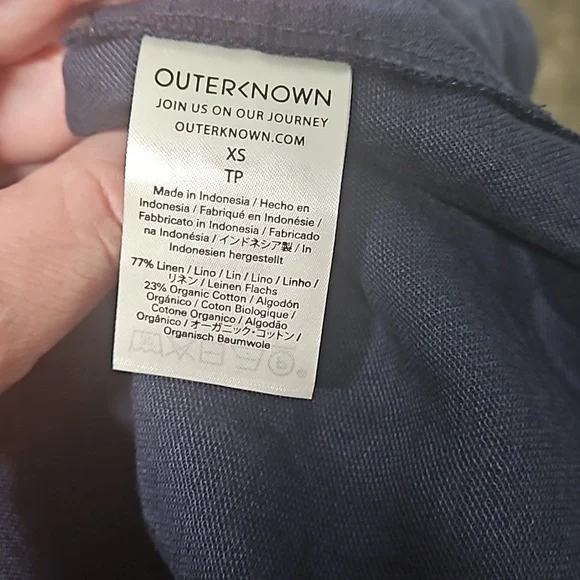 OUTERKNOWN
JOIN US ON OUR JOURNEY
OUTERKNOWN.COM
XS
TP
Made in Indonesia / Hecho en
Indonesia / Fabriqué en Indonésie /
Fabbricato in Indonesia / Fabricado
na Indonésia / インドネシア製 / In
Indonesien hergestellt
77% Linen / Lino / Lin / Lino / Linho /
リネン / Leinen Flachs
23% Organic Cotton / Algodón
Orgánico / Coton Biologique /
Cotone Organico / Algodão
Orgânico / オーガニック・コットン /
Organisch Baumwole